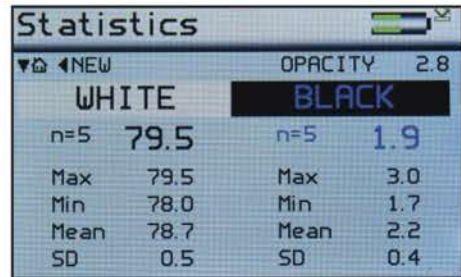 Statistics
NEW OPACITY 2.8
WHITE BLACK
n=5 79.5 n=5 1.9
Max 79.5 Max 3.0
Min 78.0 Min 1.7
Mean 78.7 Mean 2.2
SD 0.5 SD 0.4